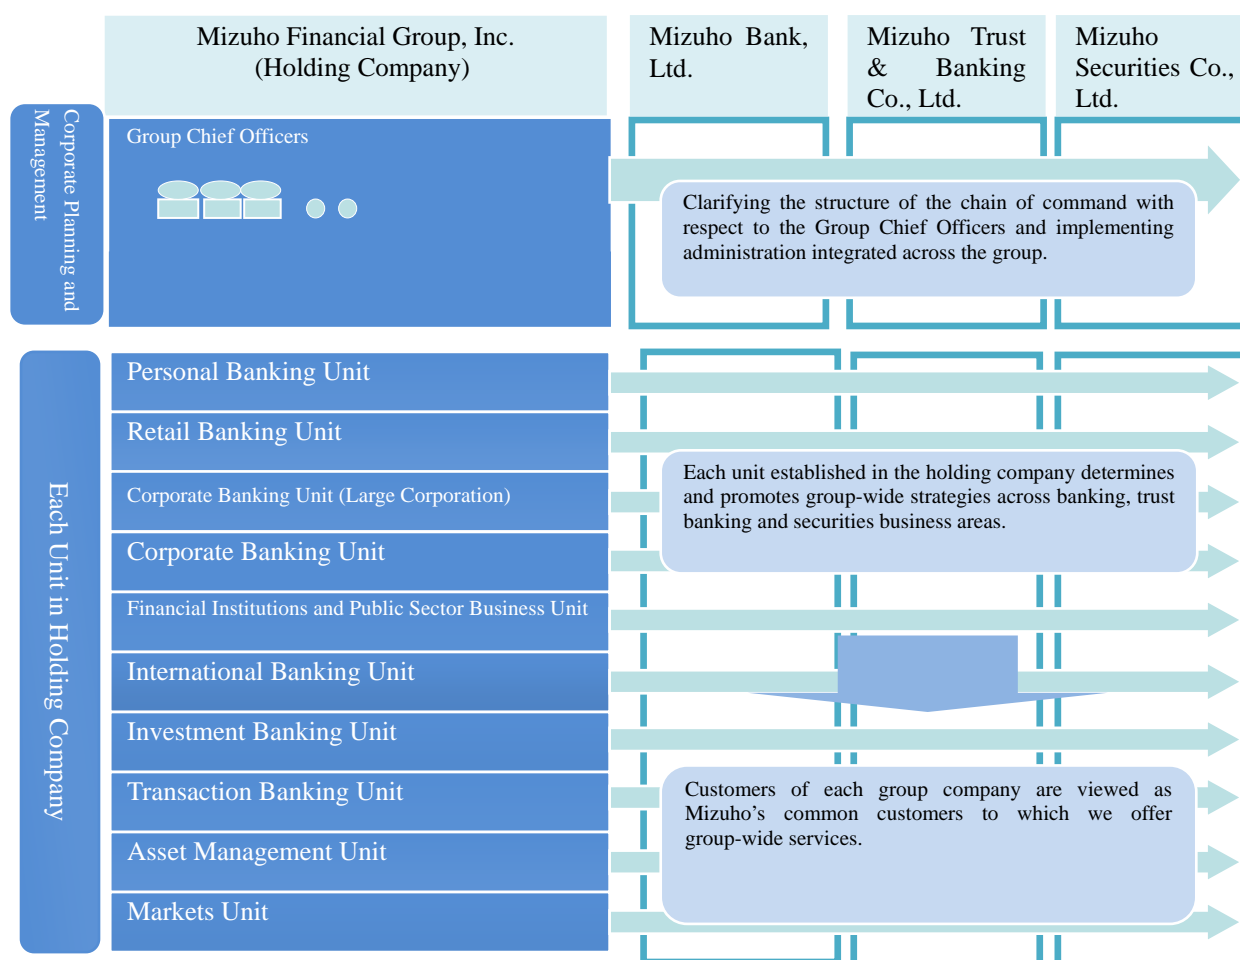 Mizuho Financial Group, Inc.
(Holding Company)
Mizuho Bank,
Ltd.
Mizuho Trust
& Banking
Co., Ltd.
Mizuho
Securities Co.,
Ltd.
Corporate Planning and
Management
Group Chief Officers
Clarifying the structure of the chain of command with
respect to the Group Chief Officers and implementing
administration integrated across the group.
Each Unit in Holding Company
Personal Banking Unit
Retail Banking Unit
Corporate Banking Unit (Large Corporation)
Corporate Banking Unit
Financial Institutions and Public Sector Business Unit
International Banking Unit
Investment Banking Unit
Transaction Banking Unit
Asset Management Unit
Markets Unit
Each unit established in the holding company determines
and promotes group-wide strategies across banking, trust
banking and securities business areas.
Customers of each group company are viewed as
Mizuho’s common customers to which we offer
group-wide services.